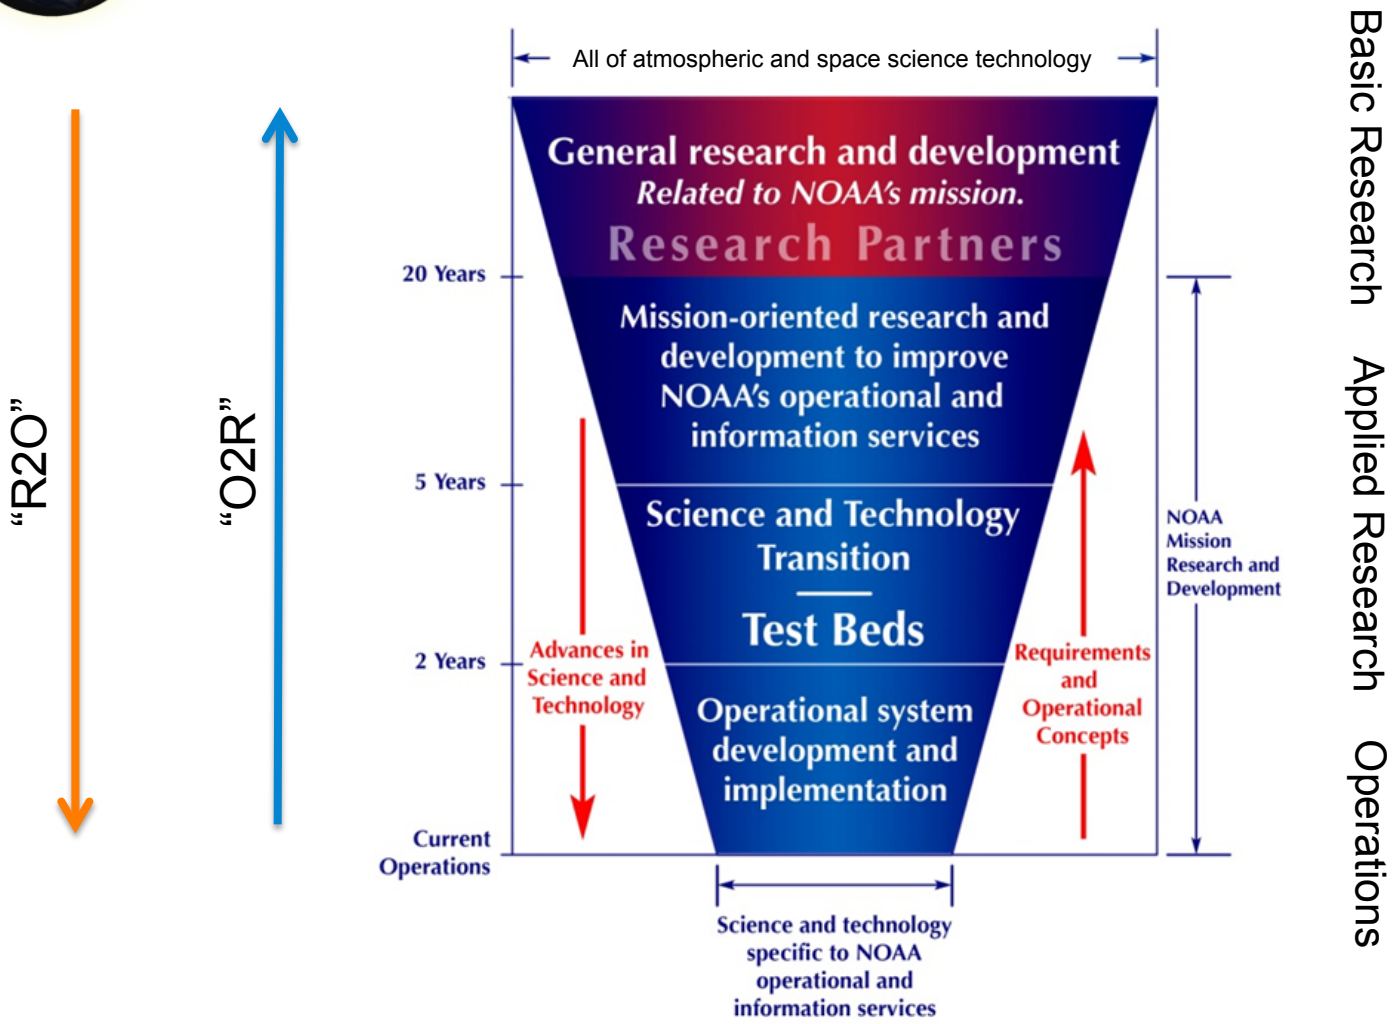 All of atmospheric and space science technology
General research and development
Related to NOAA’s mission.
Research Partners
20 Years
Mission-oriented research and
development to improve
NOAA’s operational and
information services
5 Years
Science and Technology
Transition
Test Beds
2 Years
Operational system
development and
implementation
Current
Operations
Advances in
Science and
Technology
Requirements
and
Operational
Concepts
NOAA
Mission
Research and
Development
Science and technology
specific to NOAA
operational and
information services
“R2O”
“O2R”
Basic Research
Applied Research
Operations